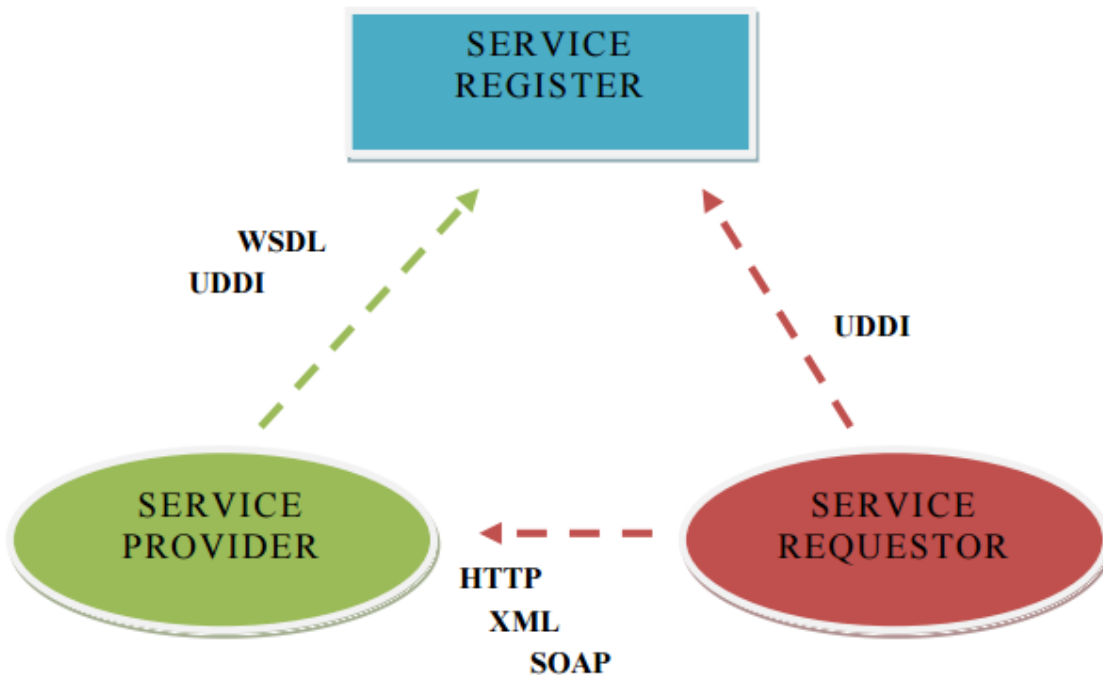 SERVICE
REGISTER
WSDL
UDDI
UDDI
SERVICE
PROVIDER
SERVICE
REQUESTOR
HTTP
XML
SOAP